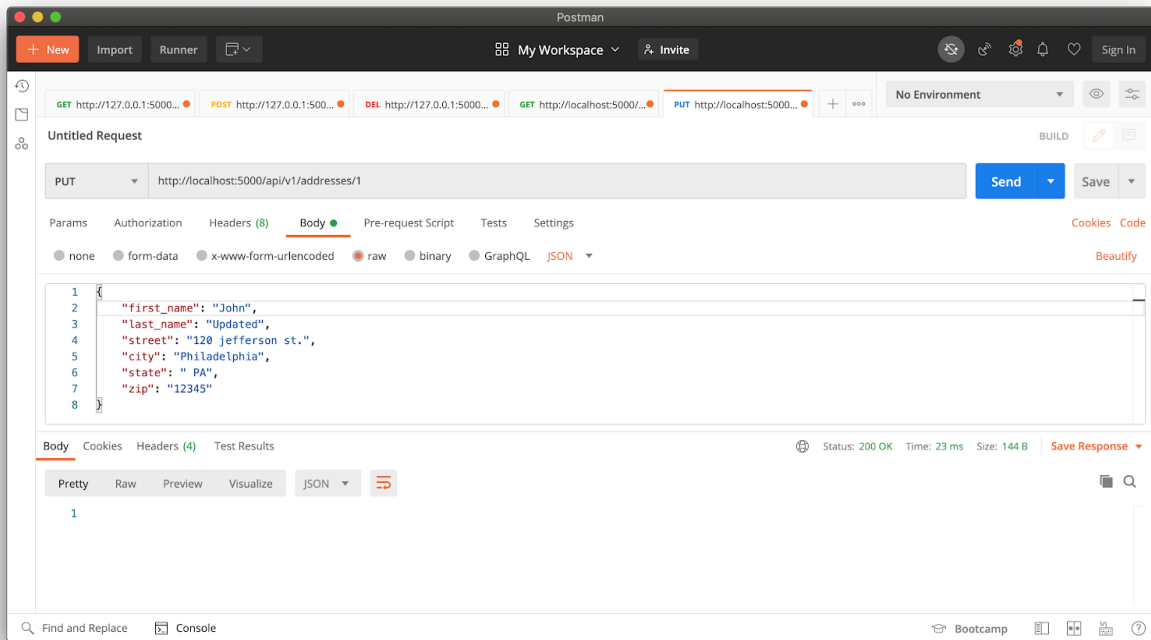 Postman
New Import Runner My Workspace Invite Sign In
GET http://127.0.0.1:5000... POST http://127.0.0.1:500... DEL http://127.0.0.1:5000... GET http://localhost:5000/... PUT http://localhost:5000... No Environment
Untitled Request BUILD
PUT http://localhost:5000/api/v1/addresses/1 Send Save
Params Authorization Headers (8) Body Pre-request Script Tests Settings Cookies Code
none form-data x-www-form-urlencoded raw binary GraphQL JSON Beautify
1 {
2 "first_name": "John",
3 "last_name": "Updated",
4 "street": "120 jefferson st.",
5 "city": "Philadelphia",
6 "state": " PA",
7 "zip": "12345"
8 }
Body Cookies Headers (4) Test Results Status: 200 OK Time: 23 ms Size: 144 B Save Response
Pretty Raw Preview Visualize JSON
1
Find and Replace Console Bootcamp